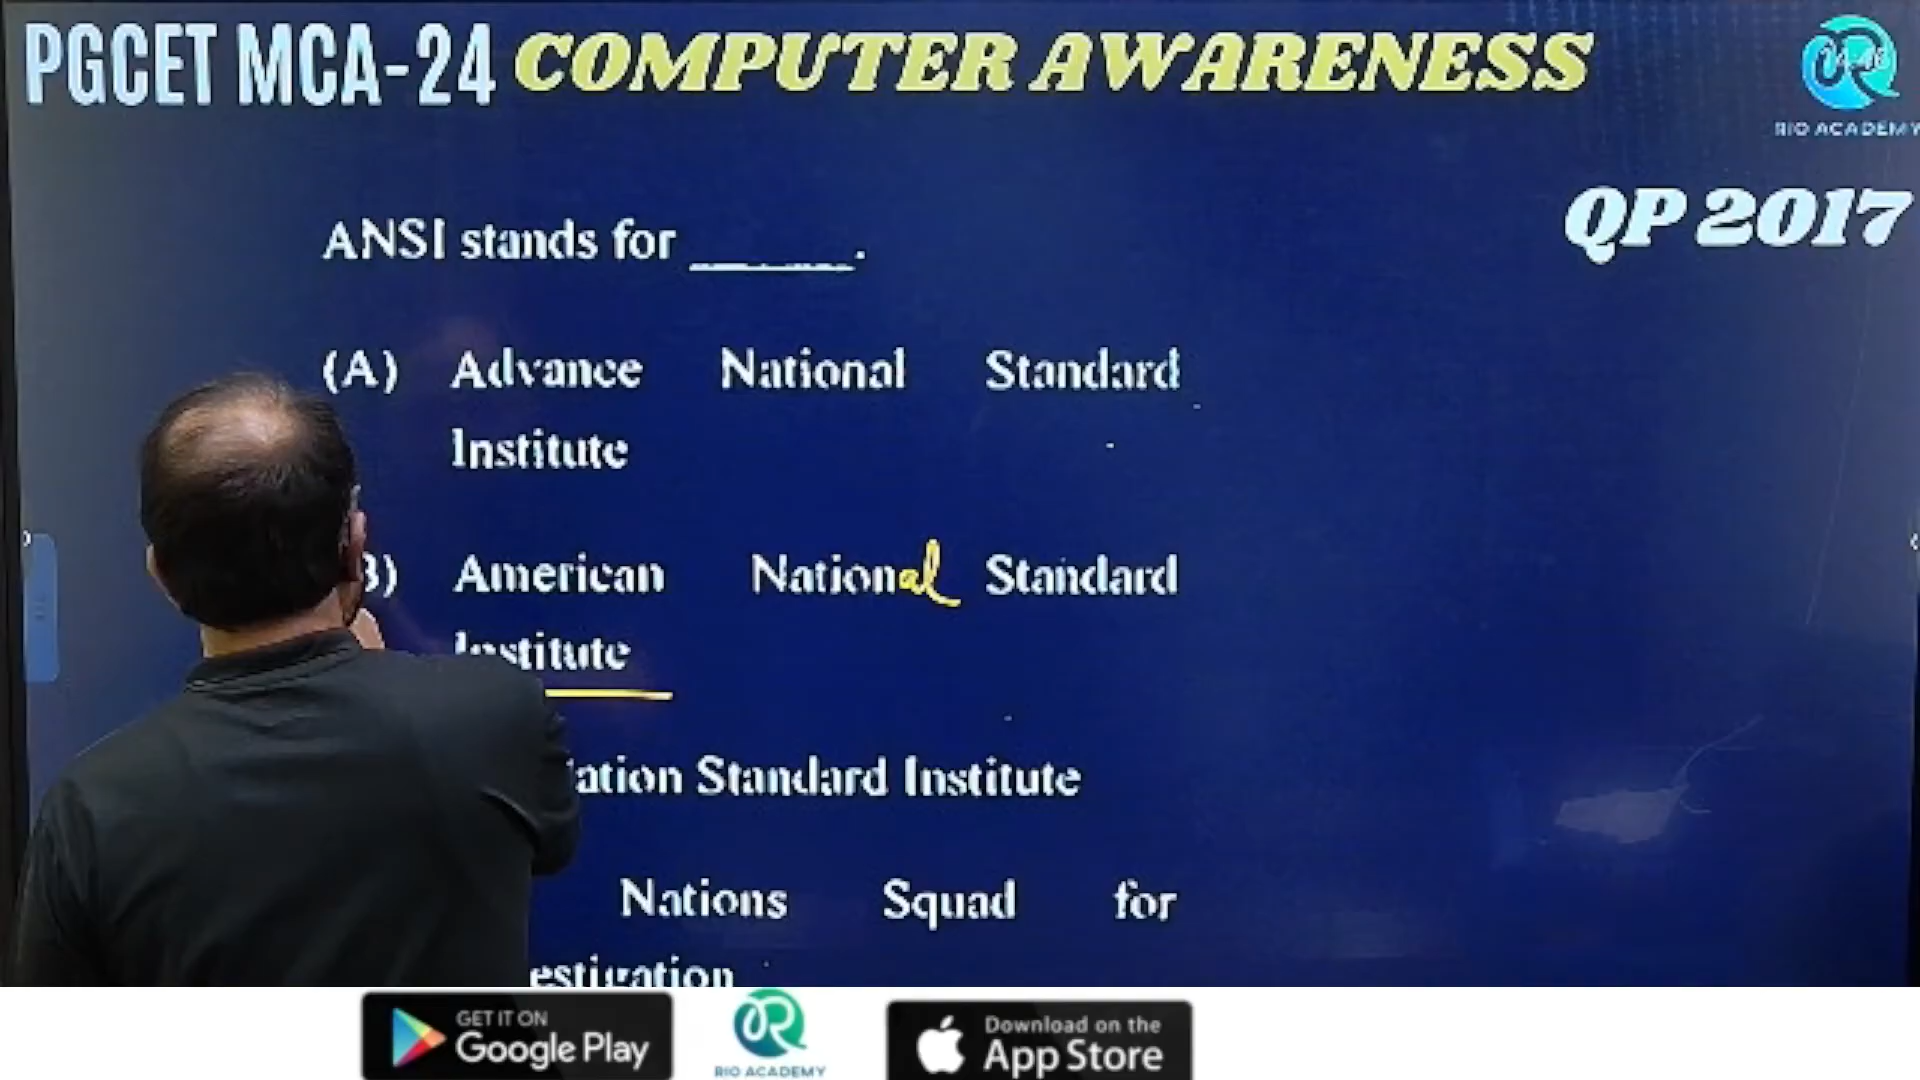 PGCET MCA-24 COMPUTER AWARENESS
RIO ACADEMY
QP 2017
ANSI stands for ______.
(A) Advance National Standard
Institute
B) American National Standard
Institute
ation Standard Institute
Nations Squad for
estigation
GET IT ON
Google Play
RIO ACADEMY
Download on the
App Store